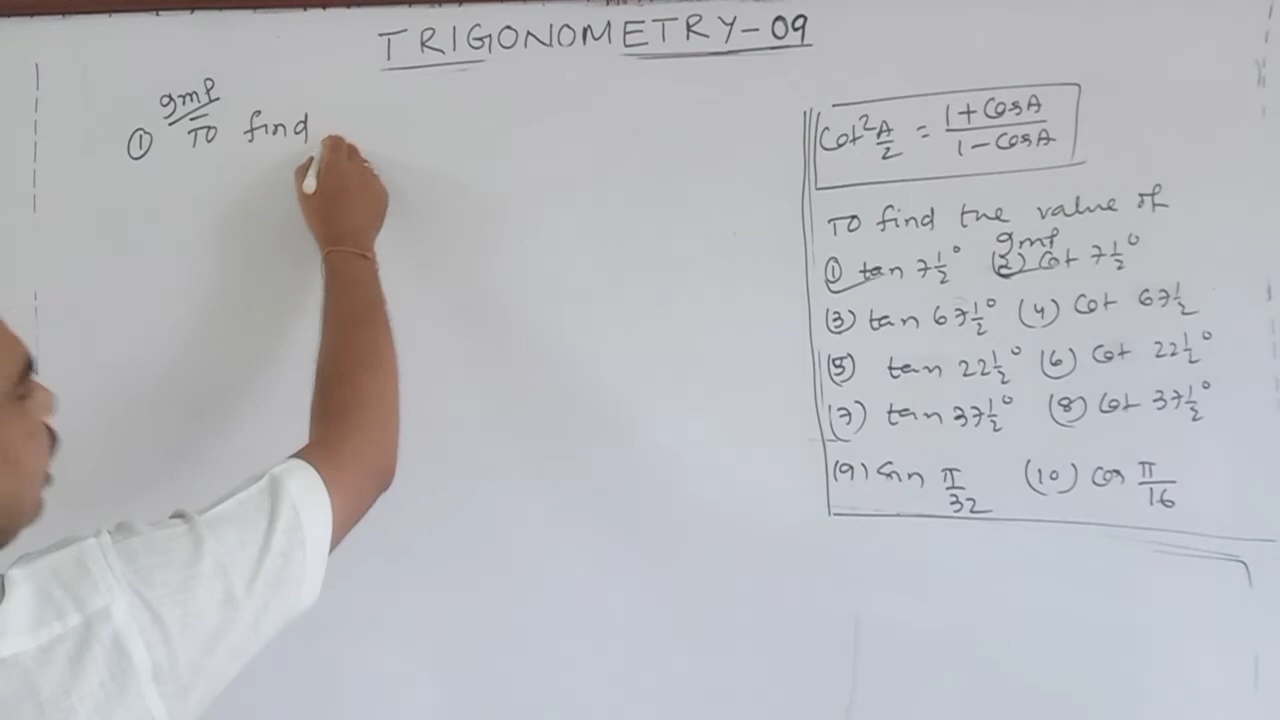 TRIGONOMETRY-09
gmp
① To find
Cot²A/2 = 1+CosA/1-CosA
To find the value of
gmp
① tan 7½° (2) Cot 7½°
(3) tan 67½° (4) Cot 67½
(5) tan 22½° (6) Cot 22½°
(7) tan 37½° (8) Cot 37½°
(9) Sin π/32 (10) Cos π/16